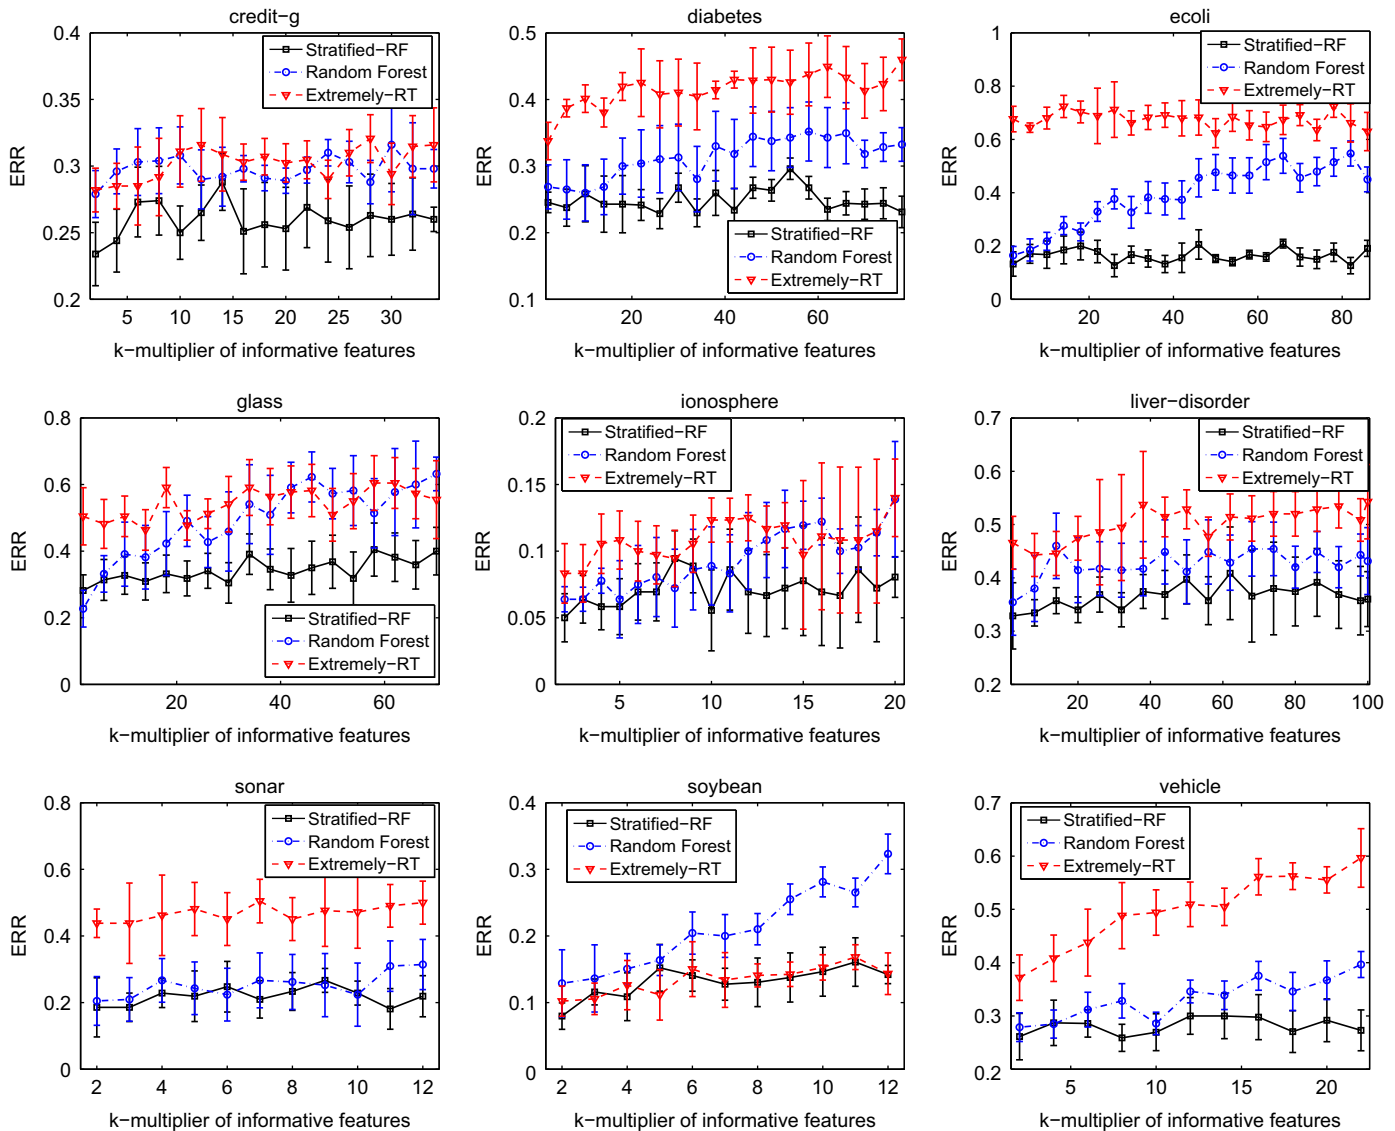 credit-g
0.4
0.35
0.3
0.25
0.2
ERR
5 10 15 20 25 30
k-multiplier of informative features
Stratified-RF
Random Forest
Extremely-RT
diabetes
0.5
0.4
0.3
0.2
0.1
ERR
20 40 60
k-multiplier of informative features
Stratified-RF
Random Forest
Extremely-RT
ecoli
1
0.8
0.6
0.4
0.2
0
ERR
20 40 60 80
k-multiplier of informative features
Stratified-RF
Random Forest
Extremely-RT
glass
0.8
0.6
0.4
0.2
0
ERR
20 40 60
k-multiplier of informative features
Stratified-RF
Random Forest
Extremely-RT
ionosphere
0.2
0.15
0.1
0.05
0
ERR
5 10 15 20
k-multiplier of informative features
Stratified-RF
Random Forest
Extremely-RT
liver-disorder
0.7
0.6
0.5
0.4
0.3
0.2
ERR
20 40 60 80 100
k-multiplier of informative features
Stratified-RF
Random Forest
Extremely-RT
sonar
0.8
0.6
0.4
0.2
0
ERR
2 4 6 8 10 12
k-multiplier of informative features
Stratified-RF
Random Forest
Extremely-RT
soybean
0.4
0.3
0.2
0.1
0
ERR
2 4 6 8 10 12
k-multiplier of informative features
Stratified-RF
Random Forest
Extremely-RT
vehicle
0.7
0.6
0.5
0.4
0.3
0.2
ERR
5 10 15 20
k-multiplier of informative features
Stratified-RF
Random Forest
Extremely-RT